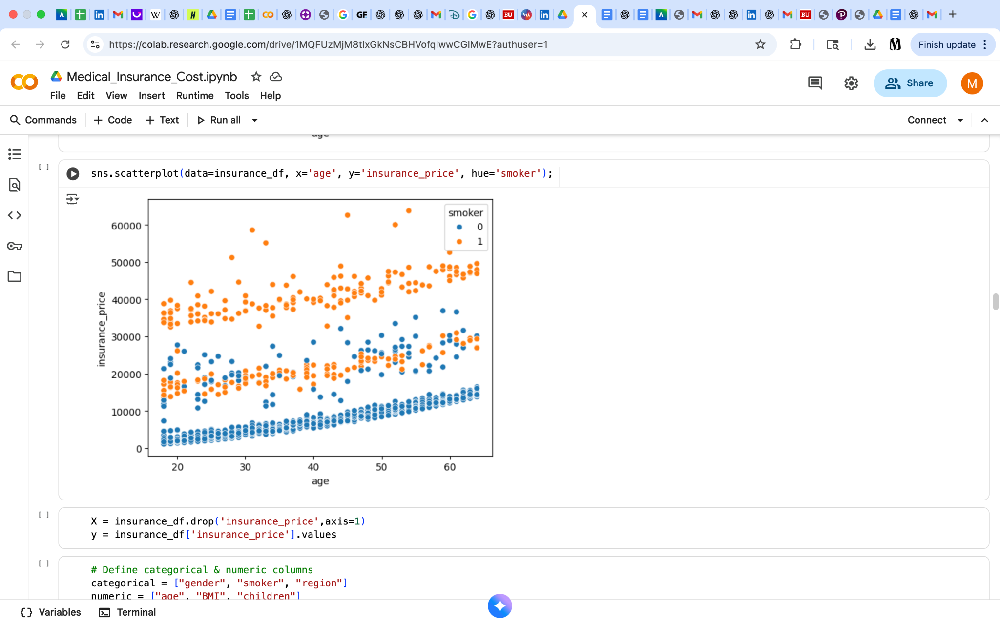 https://colab.research.google.com/drive/1MQFUzMjM8tIxGkNsCBHVofqIwwCGlMwE?authuser=1
Finish update
Medical_Insurance_Cost.ipynb
File Edit View Insert Runtime Tools Help
Share
M
Commands + Code + Text Run all
Connect
age
[ ]
sns.scatterplot(data=insurance_df, x='age', y='insurance_price', hue='smoker');
smoker
0
1
60000
50000
40000
30000
20000
10000
0
insurance_price
20 30 40 50 60
age
[ ]
X = insurance_df.drop('insurance_price',axis=1)
y = insurance_df['insurance_price'].values
[ ]
# Define categorical & numeric columns
categorical = ["gender", "smoker", "region"]
numeric = ["age", "BMI", "children"]
Variables Terminal